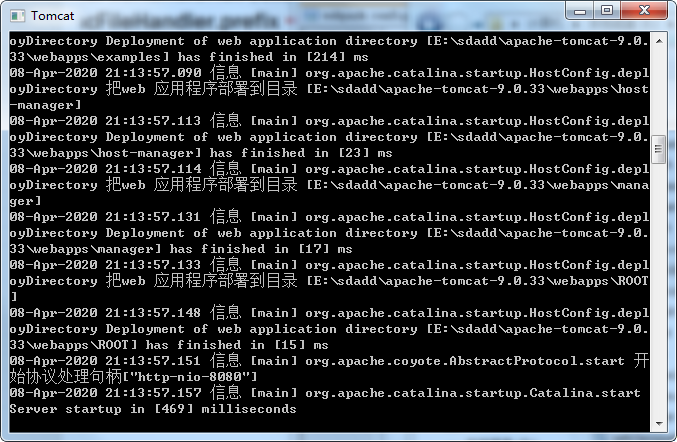 Tomcat
oyDirectory Deployment of web application directory [E:\sdadd\apache-tomcat-9.0.
33\webapps\examples] has finished in [214] ms
08-Apr-2020 21:13:57.090 信息 [main] org.apache.catalina.startup.HostConfig.depl
oyDirectory 把web 应用程序部署到目录 [E:\sdadd\apache-tomcat-9.0.33\webapps\host
-manager]
08-Apr-2020 21:13:57.113 信息 [main] org.apache.catalina.startup.HostConfig.depl
oyDirectory Deployment of web application directory [E:\sdadd\apache-tomcat-9.0.
33\webapps\host-manager] has finished in [23] ms
08-Apr-2020 21:13:57.114 信息 [main] org.apache.catalina.startup.HostConfig.depl
oyDirectory 把web 应用程序部署到目录 [E:\sdadd\apache-tomcat-9.0.33\webapps\mana
ger]
08-Apr-2020 21:13:57.131 信息 [main] org.apache.catalina.startup.HostConfig.depl
oyDirectory Deployment of web application directory [E:\sdadd\apache-tomcat-9.0.
33\webapps\manager] has finished in [17] ms
08-Apr-2020 21:13:57.133 信息 [main] org.apache.catalina.startup.HostConfig.depl
oyDirectory 把web 应用程序部署到目录 [E:\sdadd\apache-tomcat-9.0.33\webapps\ROOT
]
08-Apr-2020 21:13:57.148 信息 [main] org.apache.catalina.startup.HostConfig.depl
oyDirectory Deployment of web application directory [E:\sdadd\apache-tomcat-9.0.
33\webapps\ROOT] has finished in [15] ms
08-Apr-2020 21:13:57.151 信息 [main] org.apache.coyote.AbstractProtocol.start 开
始协议处理句柄["http-nio-8080"]
08-Apr-2020 21:13:57.157 信息 [main] org.apache.catalina.startup.Catalina.start
Server startup in [469] milliseconds